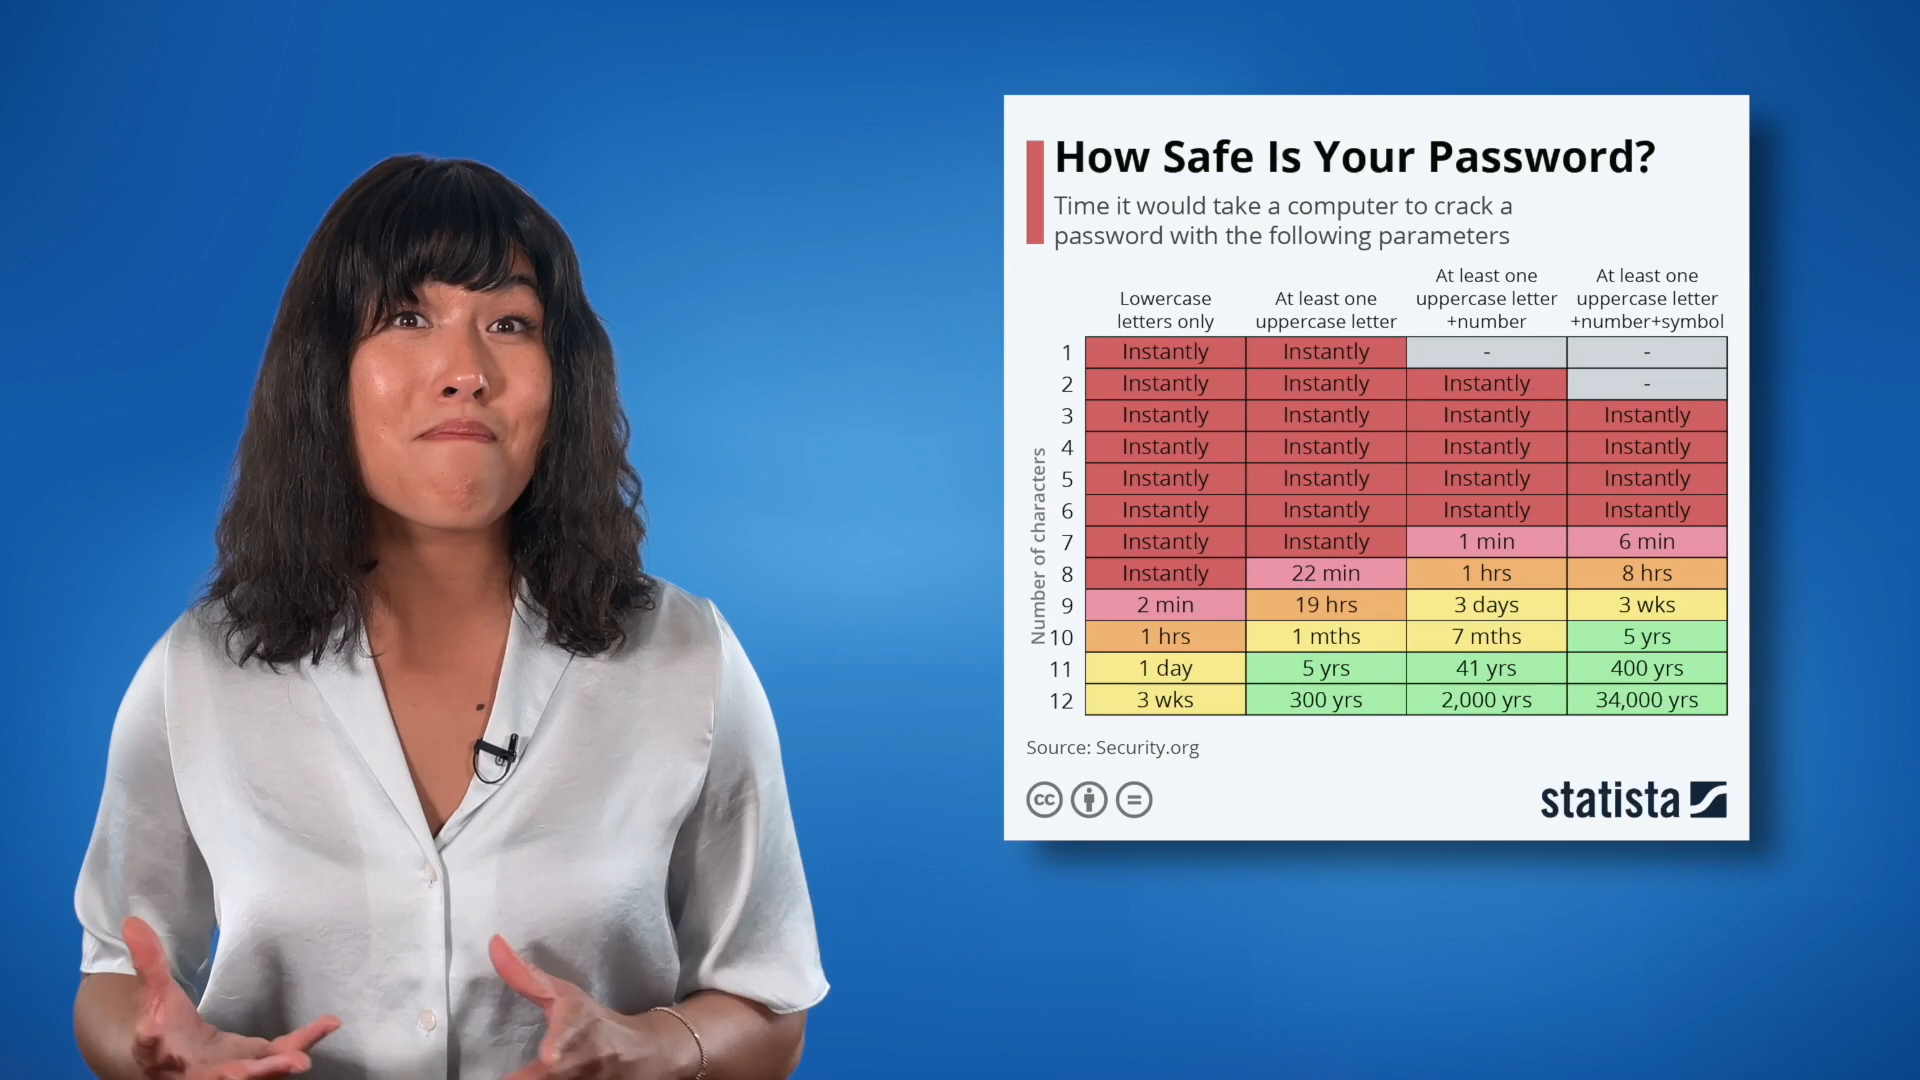 How Safe Is Your Password?
Time it would take a computer to crack a
password with the following parameters
Lowercase
letters only
At least one
uppercase letter
At least one
uppercase letter
+number
At least one
uppercase letter
+number+symbol
Number of characters
1 Instantly Instantly - -
2 Instantly Instantly Instantly -
3 Instantly Instantly Instantly Instantly
4 Instantly Instantly Instantly Instantly
5 Instantly Instantly Instantly Instantly
6 Instantly Instantly Instantly Instantly
7 Instantly Instantly 1 min 6 min
8 Instantly 22 min 1 hrs 8 hrs
9 2 min 19 hrs 3 days 3 wks
10 1 hrs 1 mths 7 mths 5 yrs
11 1 day 5 yrs 41 yrs 400 yrs
12 3 wks 300 yrs 2,000 yrs 34,000 yrs
Source: Security.org
cc =
statista